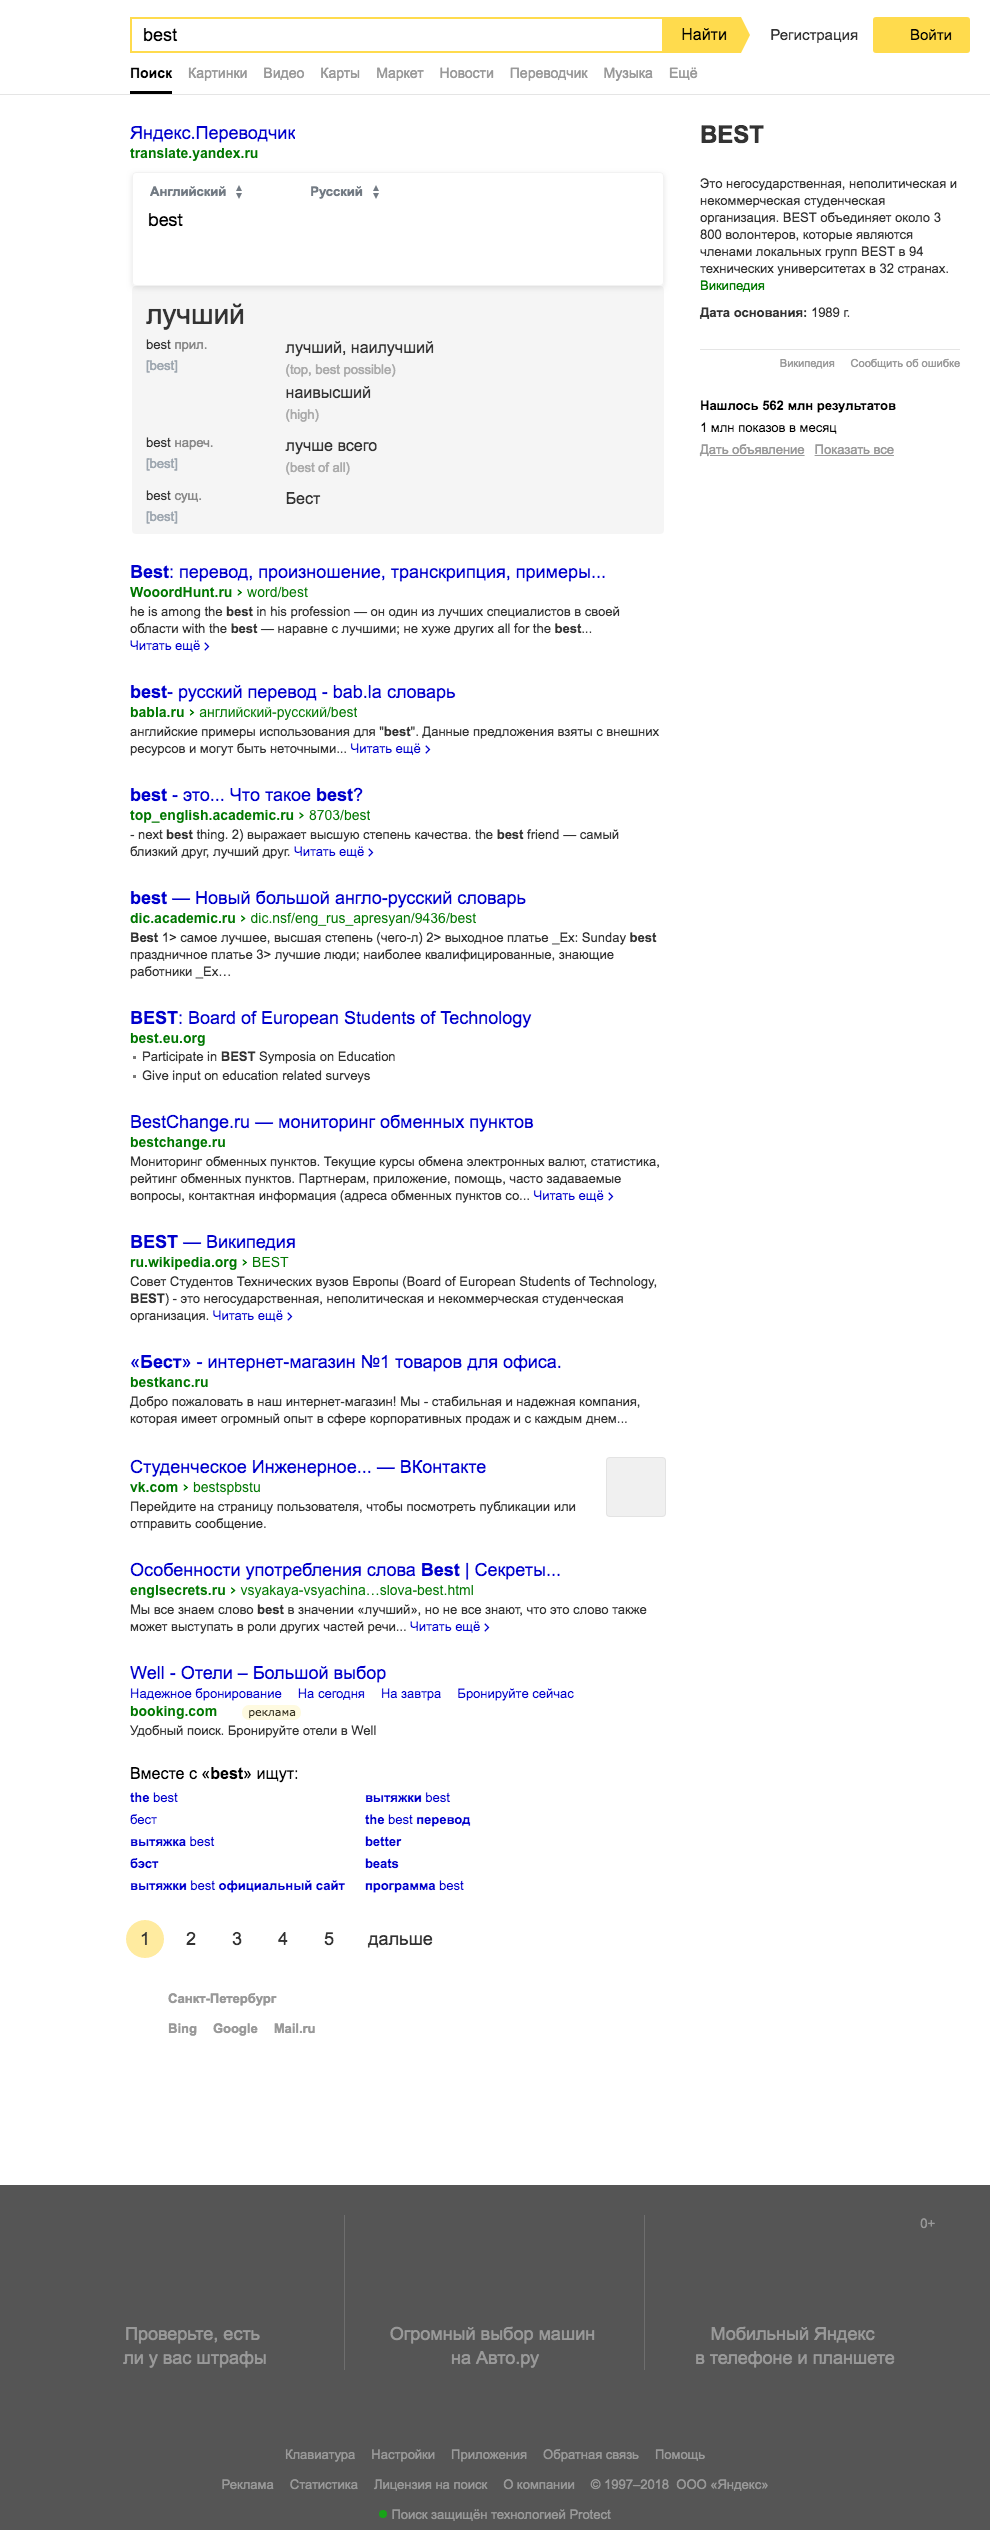 best
Найти
Регистрация
Войти
Поиск Картинки Видео Карты Маркет Новости Переводчик Музыка Ещё
Яндекс.Переводчик
translate.yandex.ru
Английский Русский
best
лучший
best прил.
[best]
лучший, наилучший
(top, best possible)
наивысший
(high)
best нареч.
[best]
лучше всего
(best of all)
best сущ.
[best]
Бест
Best: перевод, произношение, транскрипция, примеры...
WooordHunt.ru › word/best
he is among the best in his profession — он один из лучших специалистов в своей
области with the best — наравне с лучшими; не хуже других all for the best...
Читать ещё ›
best- русский перевод - bab.la словарь
babla.ru › английский-русский/best
английские примеры использования для "best". Данные предложения взяты с внешних
ресурсов и могут быть неточными... Читать ещё ›
best - это... Что такое best?
top_english.academic.ru › 8703/best
- next best thing. 2) выражает высшую степень качества. the best friend — самый
близкий друг, лучший друг. Читать ещё ›
best — Новый большой англо-русский словарь
dic.academic.ru › dic.nsf/eng_rus_apresyan/9436/best
Best 1> самое лучшее, высшая степень (чего-л) 2> выходное платье _Ex: Sunday best
праздничное платье 3> лучшие люди; наиболее квалифицированные, знающие
работники _Ex…
BEST: Board of European Students of Technology
best.eu.org
▪ Participate in BEST Symposia on Education
▪ Give input on education related surveys
BestChange.ru — мониторинг обменных пунктов
bestchange.ru
Мониторинг обменных пунктов. Текущие курсы обмена электронных валют, статистика,
рейтинг обменных пунктов. Партнерам, приложение, помощь, часто задаваемые
вопросы, контактная информация (адреса обменных пунктов со... Читать ещё ›
BEST — Википедия
ru.wikipedia.org › BEST
Совет Студентов Технических вузов Европы (Board of European Students of Technology,
BEST) - это негосударственная, неполитическая и некоммерческая студенческая
организация. Читать ещё ›
«Бест» - интернет-магазин №1 товаров для офиса.
bestkanc.ru
Добро пожаловать в наш интернет-магазин! Мы - стабильная и надежная компания,
которая имеет огромный опыт в сфере корпоративных продаж и с каждым днем...
Студенческое Инженерное... — ВКонтакте
vk.com › bestspbstu
Перейдите на страницу пользователя, чтобы посмотреть публикации или
отправить сообщение.
Особенности употребления слова Best | Секреты...
englsecrets.ru › vsyakaya-vsyachina…slova-best.html
Мы все знаем слово best в значении «лучший», но не все знают, что это слово также
может выступать в роли других частей речи... Читать ещё ›
Well - Отели – Большой выбор
Надежное бронирование На сегодня На завтра Бронируйте сейчас
booking.com реклама
Удобный поиск. Бронируйте отели в Well
Вместе с «best» ищут:
the best
бест
вытяжка best
бэст
вытяжки best официальный сайт
вытяжки best
the best перевод
better
beats
программа best
1 2 3 4 5 дальше
Санкт-Петербург
Bing Google Mail.ru
BEST
Это негосударственная, неполитическая и
некоммерческая студенческая
организация. BEST объединяет около 3
800 волонтеров, которые являются
членами локальных групп BEST в 94
технических университетах в 32 странах.
Википедия
Дата основания: 1989 г.
Википедия Сообщить об ошибке
Нашлось 562 млн результатов
1 млн показов в месяц
Дать объявление Показать все
0+
Проверьте, есть
ли у вас штрафы
Огромный выбор машин
на Авто.ру
Мобильный Яндекс
в телефоне и планшете
Клавиатура Настройки Приложения Обратная связь Помощь
Реклама Статистика Лицензия на поиск О компании © 1997–2018 ООО «Яндекс»
Поиск защищён технологией Protect